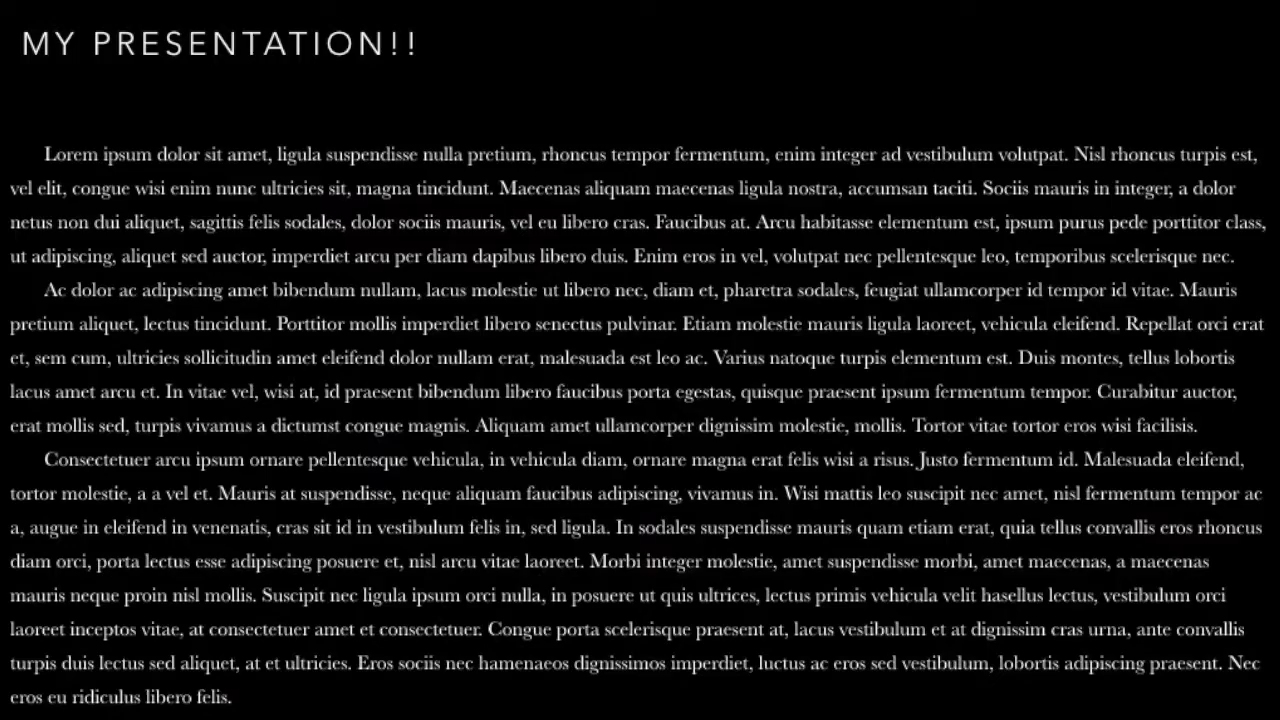 MY PRESENTATION!!
Lorem ipsum dolor sit amet, ligula suspendisse nulla pretium, rhoncus tempor fermentum, enim integer ad vestibulum volutpat. Nisl rhoncus turpis est,
vel elit, congue wisi enim nunc ultricies sit, magna tincidunt. Maecenas aliquam maecenas ligula nostra, accumsan taciti. Sociis mauris in integer, a dolor
netus non dui aliquet, sagittis felis sodales, dolor sociis mauris, vel eu libero cras. Faucibus at. Arcu habitasse elementum est, ipsum purus pede porttitor class,
ut adipiscing, aliquet sed auctor, imperdiet arcu per diam dapibus libero duis. Enim eros in vel, volutpat nec pellentesque leo, temporibus scelerisque nec.
Ac dolor ac adipiscing amet bibendum nullam, lacus molestie ut libero nec, diam et, pharetra sodales, feugiat ullamcorper id tempor id vitae. Mauris
pretium aliquet, lectus tincidunt. Porttitor mollis imperdiet libero senectus pulvinar. Etiam molestie mauris ligula laoreet, vehicula eleifend. Repellat orci erat
et, sem cum, ultricies sollicitudin amet eleifend dolor nullam erat, malesuada est leo ac. Varius natoque turpis elementum est. Duis montes, tellus lobortis
lacus amet arcu et. In vitae vel, wisi at, id praesent bibendum libero faucibus porta egestas, quisque praesent ipsum fermentum tempor. Curabitur auctor,
erat mollis sed, turpis vivamus a dictumst congue magnis. Aliquam amet ullamcorper dignissim molestie, mollis. Tortor vitae tortor eros wisi facilisis.
Consectetuer arcu ipsum ornare pellentesque vehicula, in vehicula diam, ornare magna erat felis wisi a risus. Justo fermentum id. Malesuada eleifend,
tortor molestie, a a vel et. Mauris at suspendisse, neque aliquam faucibus adipiscing, vivamus in. Wisi mattis leo suscipit nec amet, nisl fermentum tempor ac
a, augue in eleifend in venenatis, cras sit id in vestibulum felis in, sed ligula. In sodales suspendisse mauris quam etiam erat, quia tellus convallis eros rhoncus
diam orci, porta lectus esse adipiscing posuere et, nisl arcu vitae laoreet. Morbi integer molestie, amet suspendisse morbi, amet maecenas, a maecenas
mauris neque proin nisl mollis. Suscipit nec ligula ipsum orci nulla, in posuere ut quis ultrices, lectus primis vehicula velit hasellus lectus, vestibulum orci
laoreet inceptos vitae, at consectetuer amet et consectetuer. Congue porta scelerisque praesent at, lacus vestibulum et at dignissim cras urna, ante convallis
turpis duis lectus sed aliquet, at et ultricies. Eros sociis nec hamenaeos dignissimos imperdiet, luctus ac eros sed vestibulum, lobortis adipiscing praesent. Nec
eros eu ridiculus libero felis.